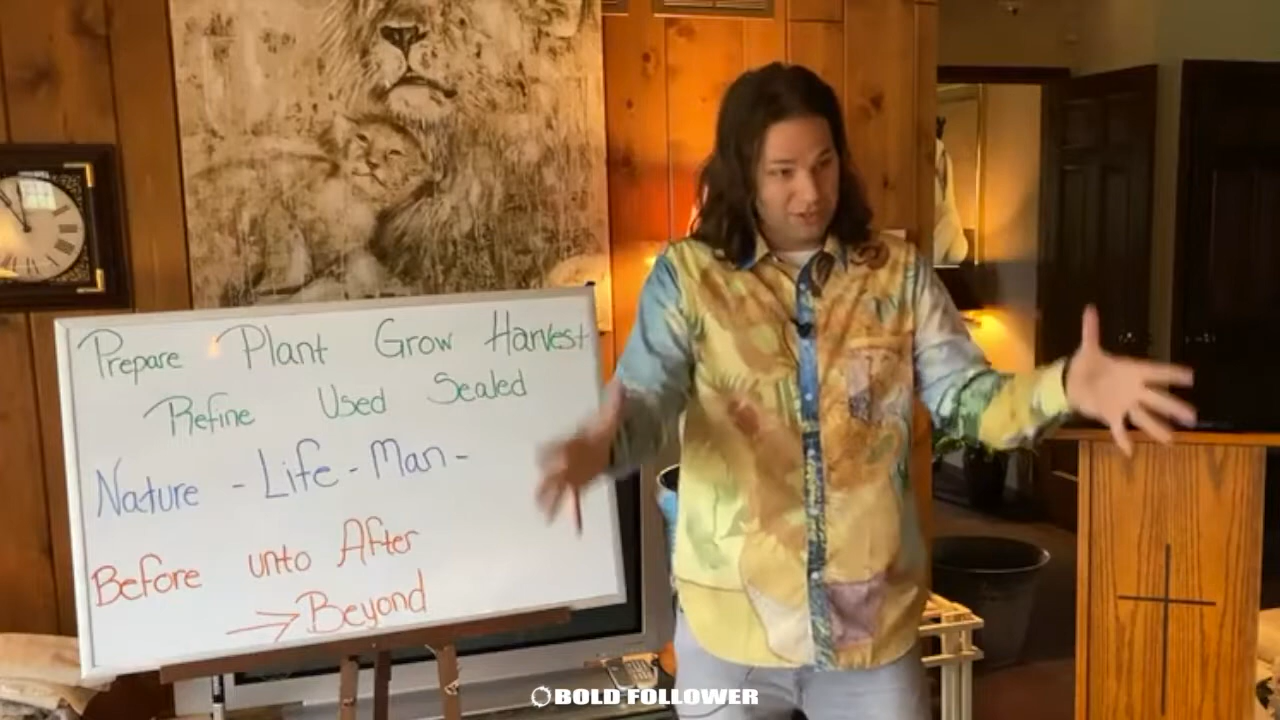 Prepare Plant Grow Harvest
Refine Used Sealed
Nature - Life - Man -
Before unto After
→ Beyond
BOLD FOLLOWER